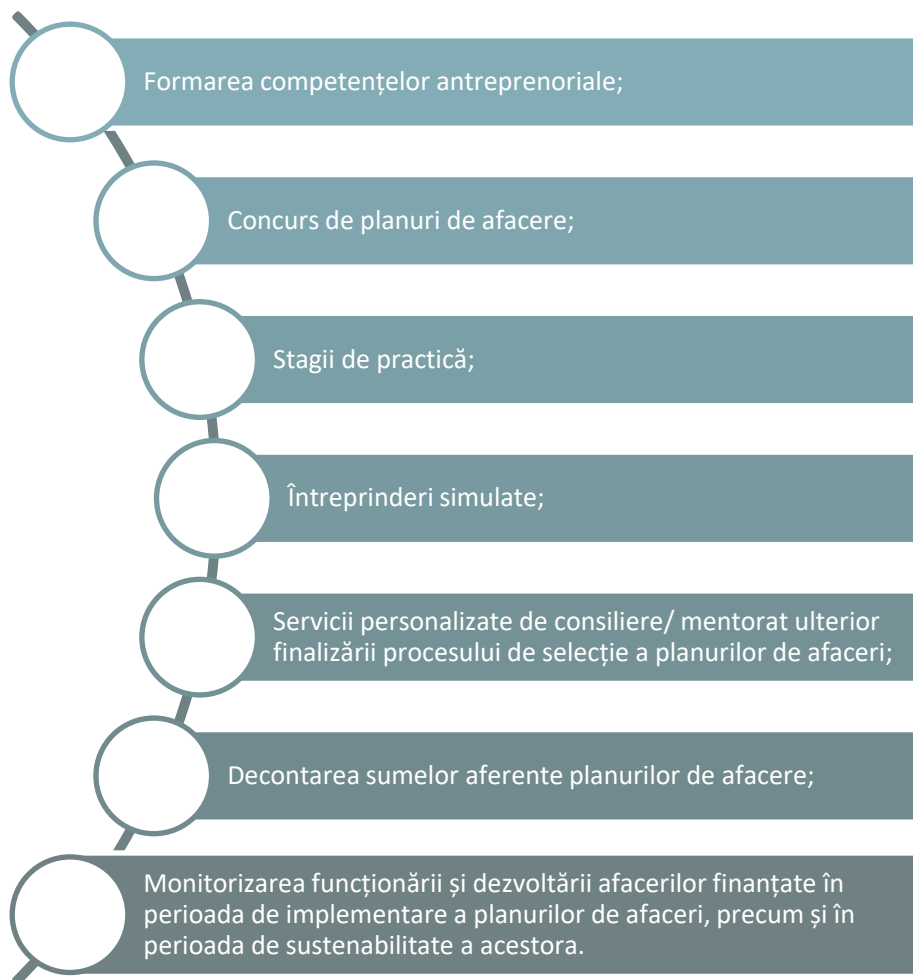 Formarea competențelor antreprenoriale;
Concurs de planuri de afacere;
Stagii de practică;
Întreprinderi simulate;
Servicii personalizate de consiliere/ mentorat ulterior
finalizării procesului de selecție a planurilor de afaceri;
Decontarea sumelor aferente planurilor de afacere;
Monitorizarea funcționării și dezvoltării afacerilor finanțate în
perioada de implementare a planurilor de afaceri, precum și în
perioada de sustenabilitate a acestora.